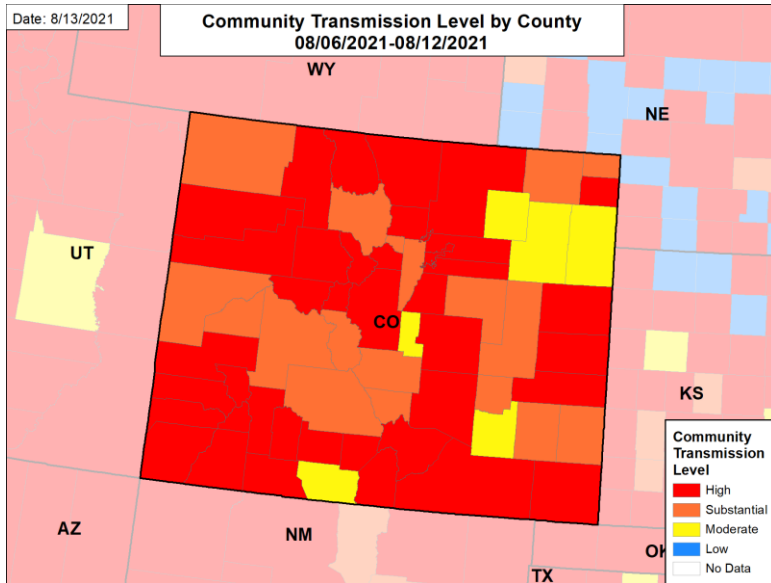 Date: 8/13/2021
Community Transmission Level by County
08/06/2021-08/12/2021
WY
NE
UT
CO
KS
Community
Transmission
Level
High
Substantial
Moderate
Low
No Data
AZ
NM
OK
TX